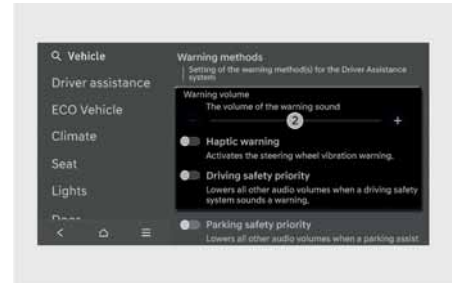 Vehicle
Driver assistance
ECO Vehicle
Climate
Seat
Lights
Door
Warning methods
Setting of the warning method(s) for the Driver Assistance
system
Warning volume
The volume of the warning sound
- 2 +
Haptic warning
Activates the steering wheel vibration warning.
Driving safety priority
Lowers all other audio volumes when a driving safety
system sounds a warning.
Parking safety priority
Lowers all other audio volumes when a parking assist